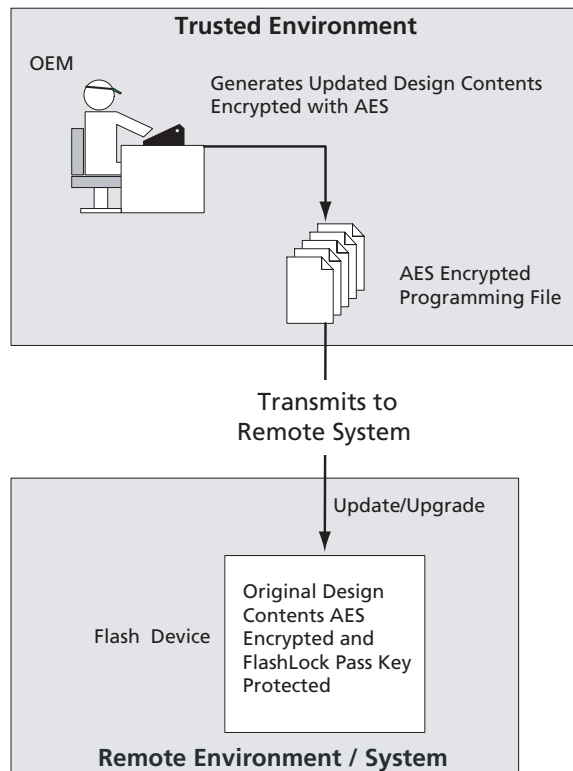 Trusted Environment
OEM
Generates Updated Design Contents
Encrypted with AES
AES Encrypted
Programming File
Transmits to
Remote System
Update/Upgrade
Original Design
Contents AES
Encrypted and
FlashLock Pass Key
Protected
Flash Device
Remote Environment / System